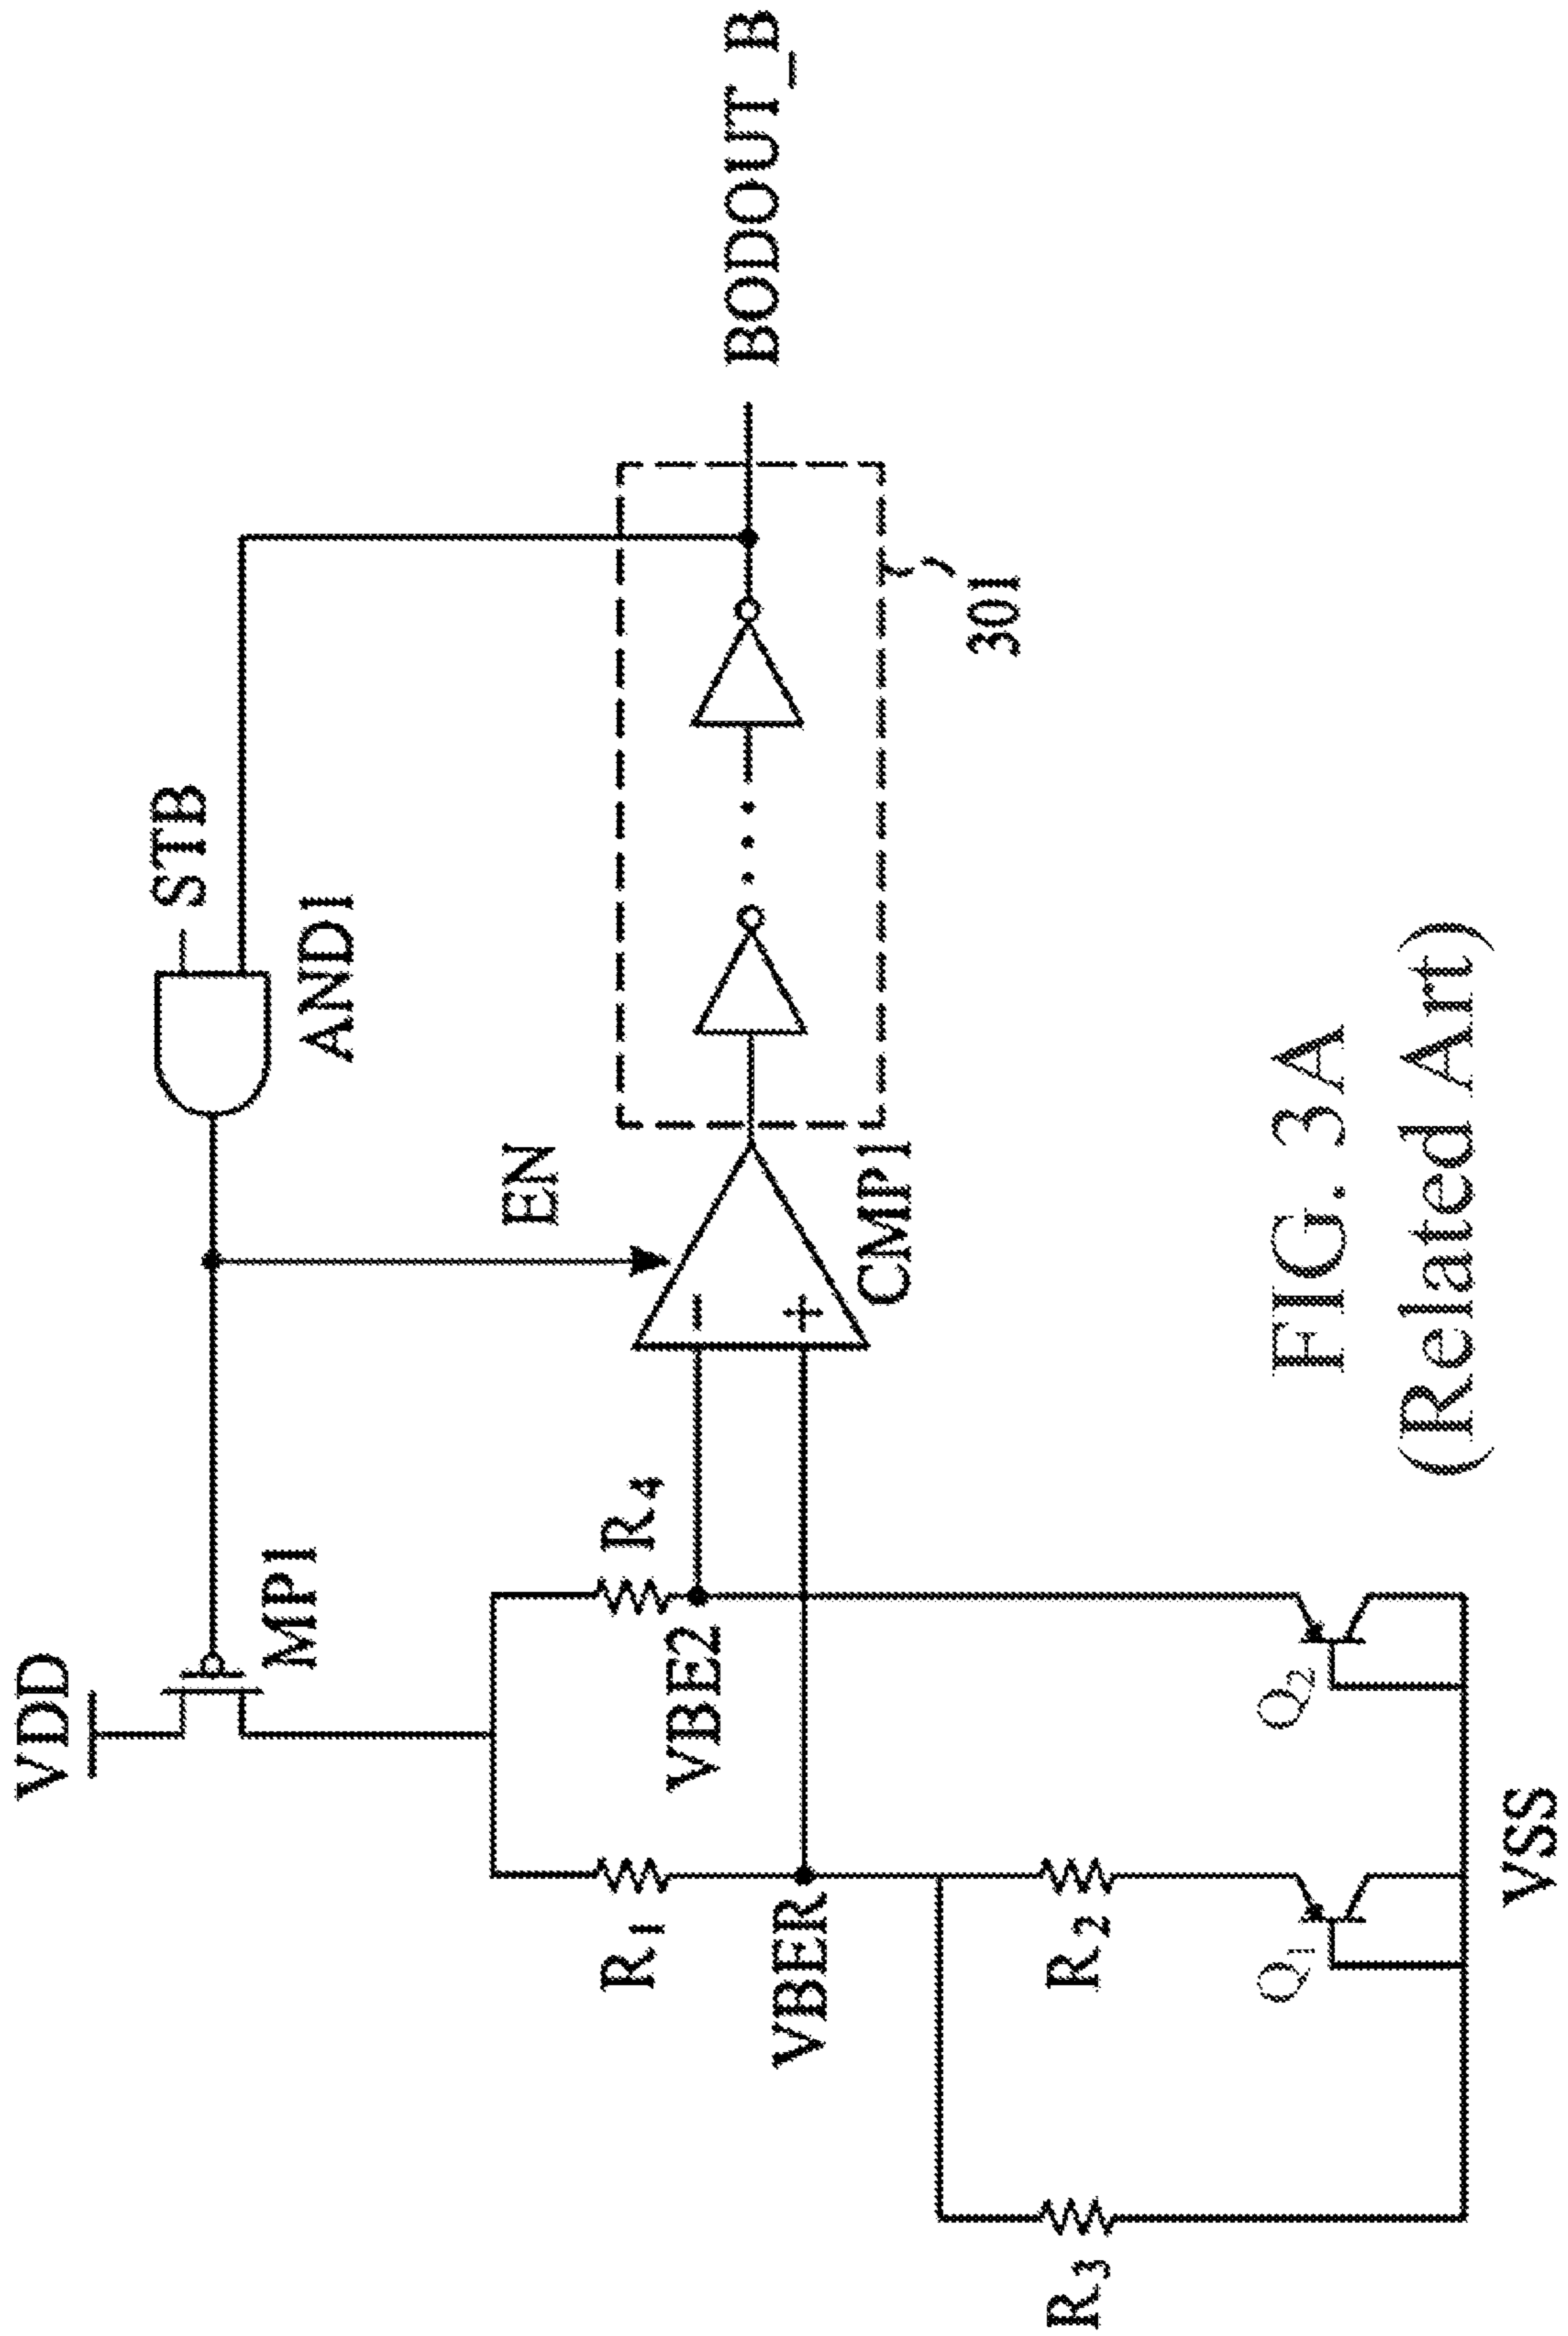 VDD
MP1
AND1
STB
EN
R4
R1
VBE2
VBER
CMP1
BODOUT_B
301
R3
R2
Q1
Q2
VSS
FIG. 3A
(Related Art)